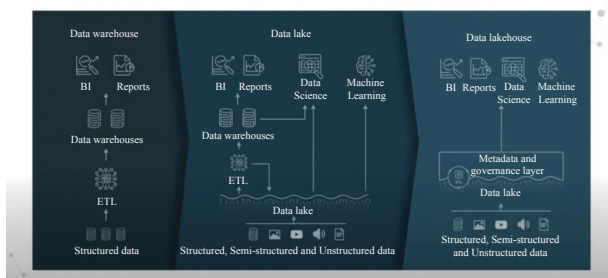 Data warehouse
BI Reports
Data warehouses
ETL
Structured data
Data lake
BI Reports
Data
Science
Machine
Learning
Data warehouses
ETL
Data lake
Structured, Semi-structured and Unstructured data
Data lakehouse
BI Reports Data
Science
Machine
Learning
Metadata and
governance layer
Data lake
Structured, Semi-structured
and Unstructured data